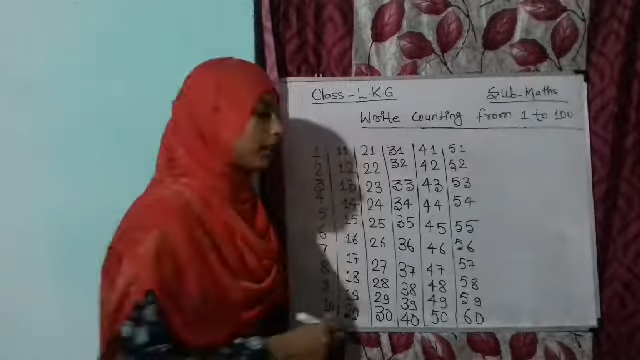 Class - L.K.G Sub - Maths
Write counting from 1 to 100
1 11 21 31 41 51
2 12 22 32 42 52
3 13 23 33 43 53
4 14 24 34 44 54
5 15 25 35 45 55
6 16 26 36 46 56
7 17 27 37 47 57
8 18 28 38 48 58
9 19 29 39 49 59
10 20 30 40 50 60